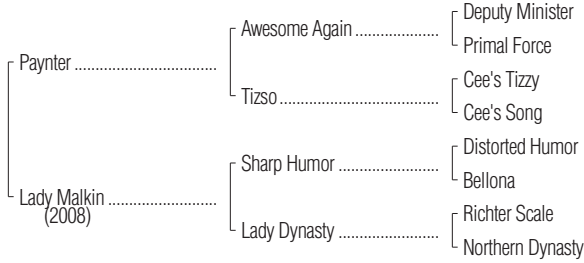 Deputy Minister
Awesome Again ....................
Primal Force
Paynter ..................................
Cee's Tizzy
Tizso ......................................
Cee's Song
Distorted Humor
Sharp Humor ........................
Bellona
Lady Malkin ..........................
(2008)
Richter Scale
Lady Dynasty ........................
Northern Dynasty